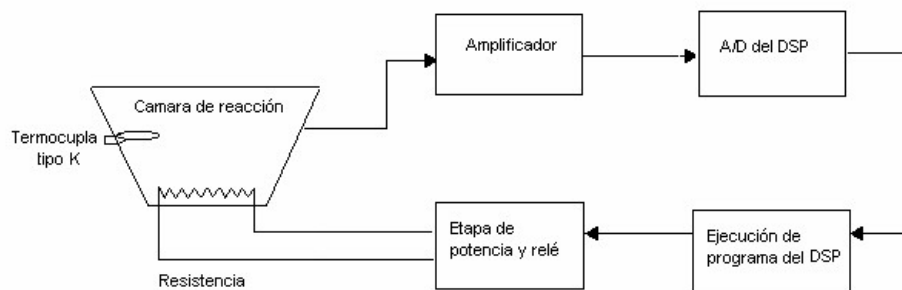 Amplificador
A/D del DSP
Camara de reacción
Termocupla
tipo K
Etapa de
potencia y relé
Ejecución de
programa del DSP
Resistencia